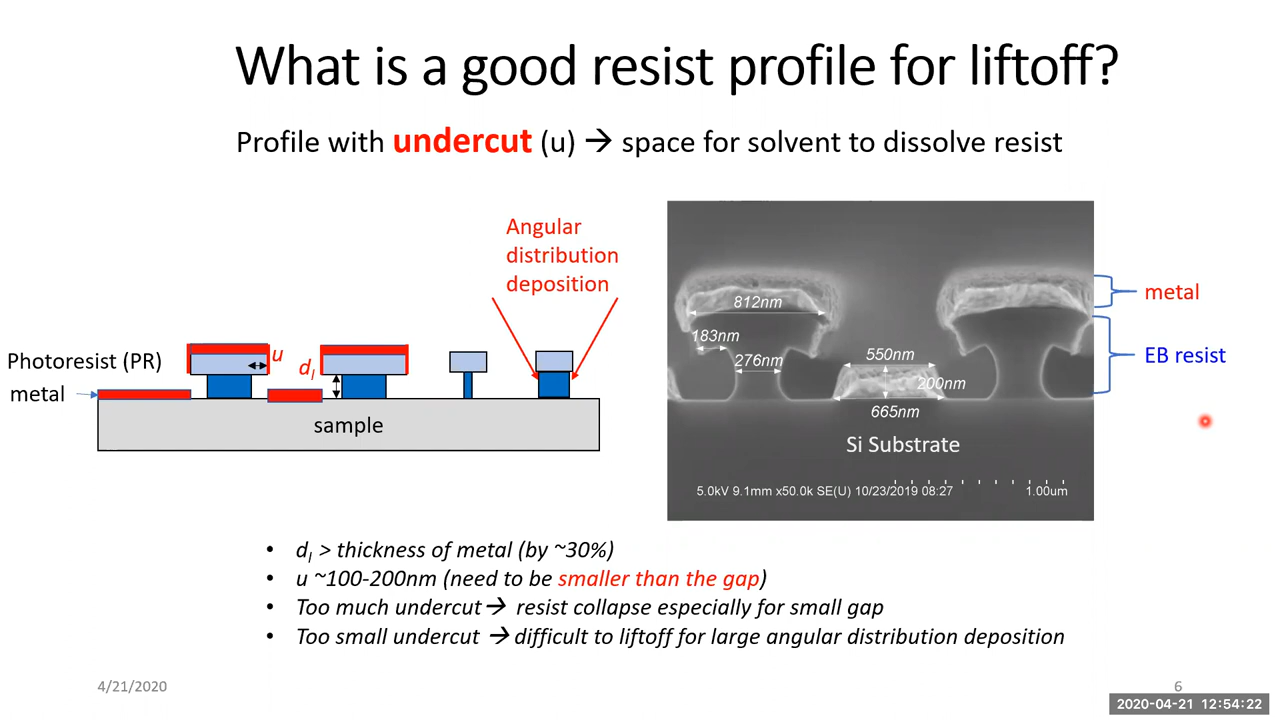 What is a good resist profile for liftoff?
Profile with undercut (u) → space for solvent to dissolve resist
Angular
distribution
deposition
Photoresist (PR)
metal
u
dl
sample
812nm
183nm
276nm
550nm
200nm
665nm
Si Substrate
5.0kV 9.1mm x50.0k SE(U) 10/23/2019 08:27 1.00um
metal
EB resist
• dl > thickness of metal (by ~30%)
• u ~100-200nm (need to be smaller than the gap)
• Too much undercut → resist collapse especially for small gap
• Too small undercut → difficult to liftoff for large angular distribution deposition
4/21/2020
6
2020-04-21 12:54:22